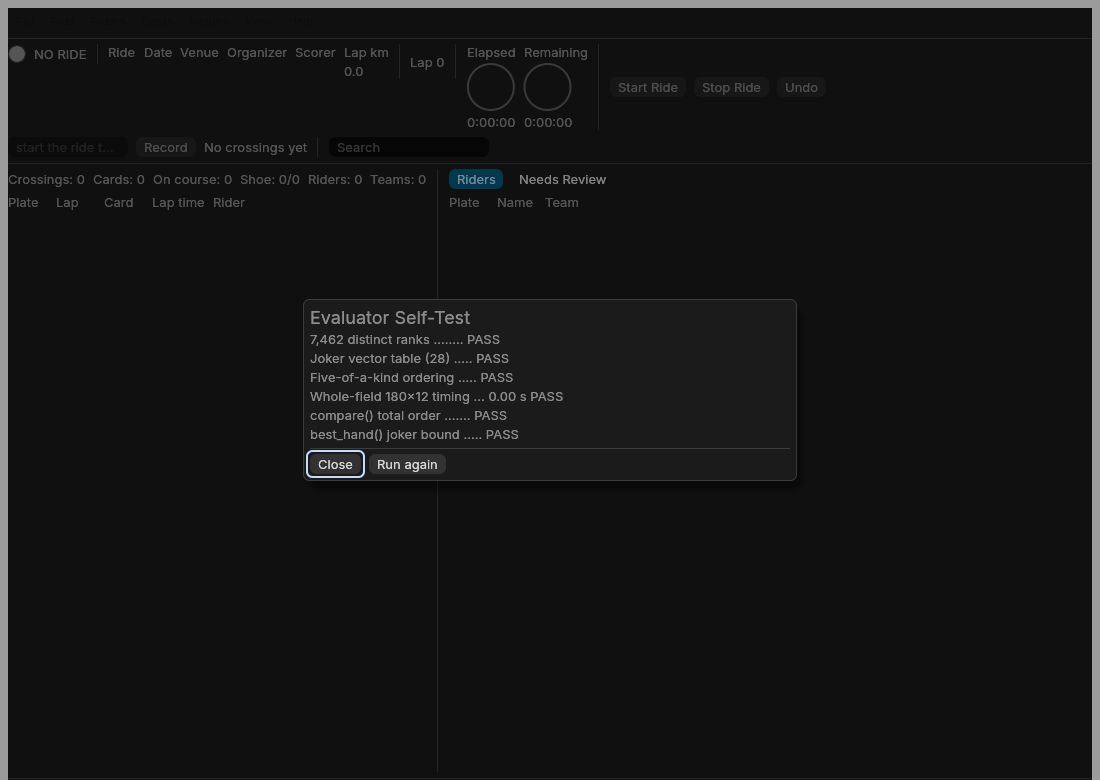 NO RIDE Ride Date Venue Organizer Scorer Lap km Lap 0 Elapsed Remaining
0.0
Start Ride Stop Ride Undo
0:00:00 0:00:00
start the ride t... Record No crossings yet Search
Crossings: 0 Cards: 0 On course: 0 Shoe: 0/0 Riders: 0 Teams: 0 Riders Needs Review
Plate Lap Card Lap time Rider Plate Name Team
Evaluator Self-Test
7,462 distinct ranks ........ PASS
Joker vector table (28) ..... PASS
Five-of-a-kind ordering ..... PASS
Whole-field 180×12 timing ... 0.00 s PASS
compare() total order ....... PASS
best_hand() joker bound ..... PASS
Close Run again